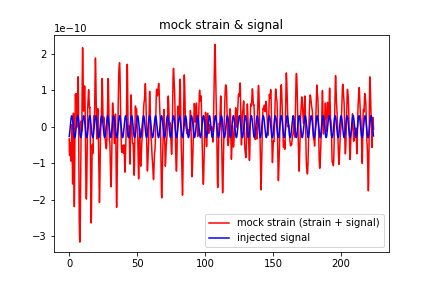 mock strain & signal
1e−10
2
1
0
−1
−2
−3
mock strain (strain + signal)
injected signal
0 50 100 150 200